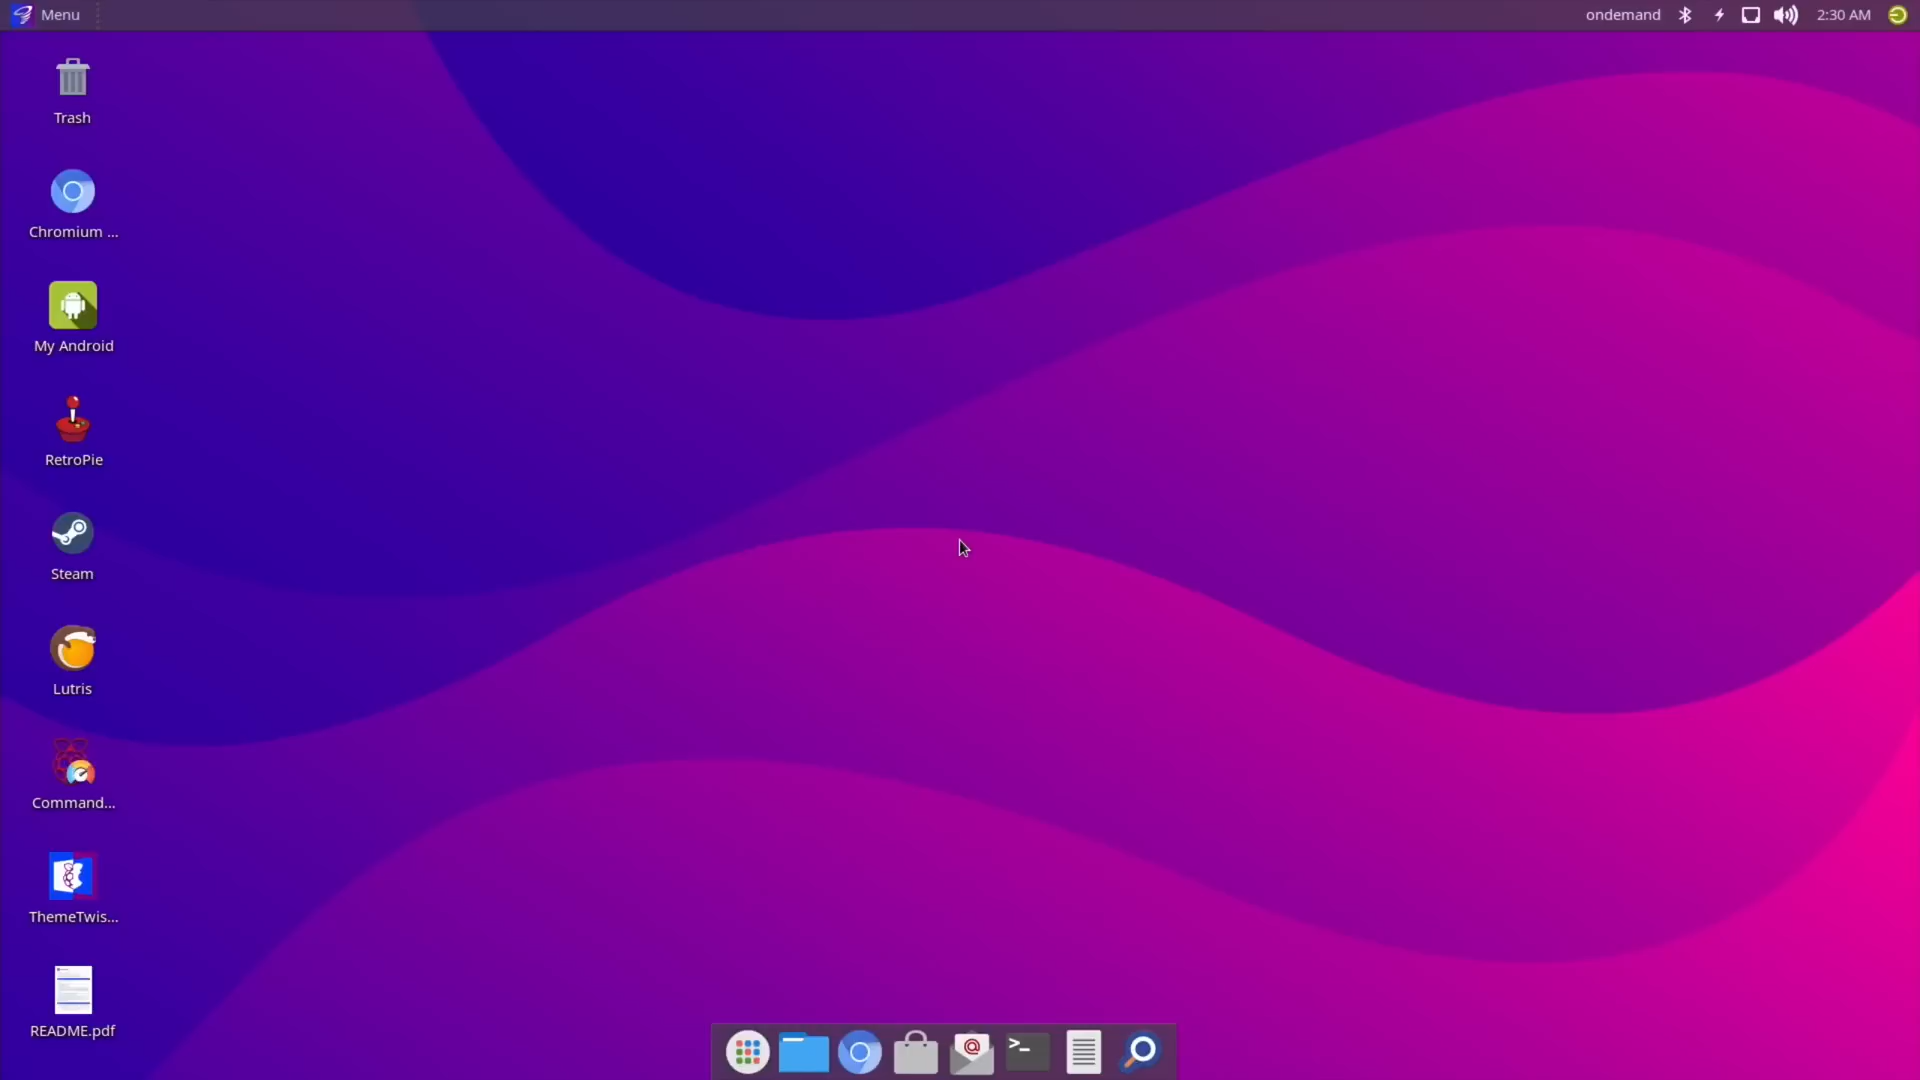 Menu
ondemand
2:30 AM
Trash
Chromium ...
My Android
RetroPie
Steam
Lutris
Command...
ThemeTwis...
README.pdf